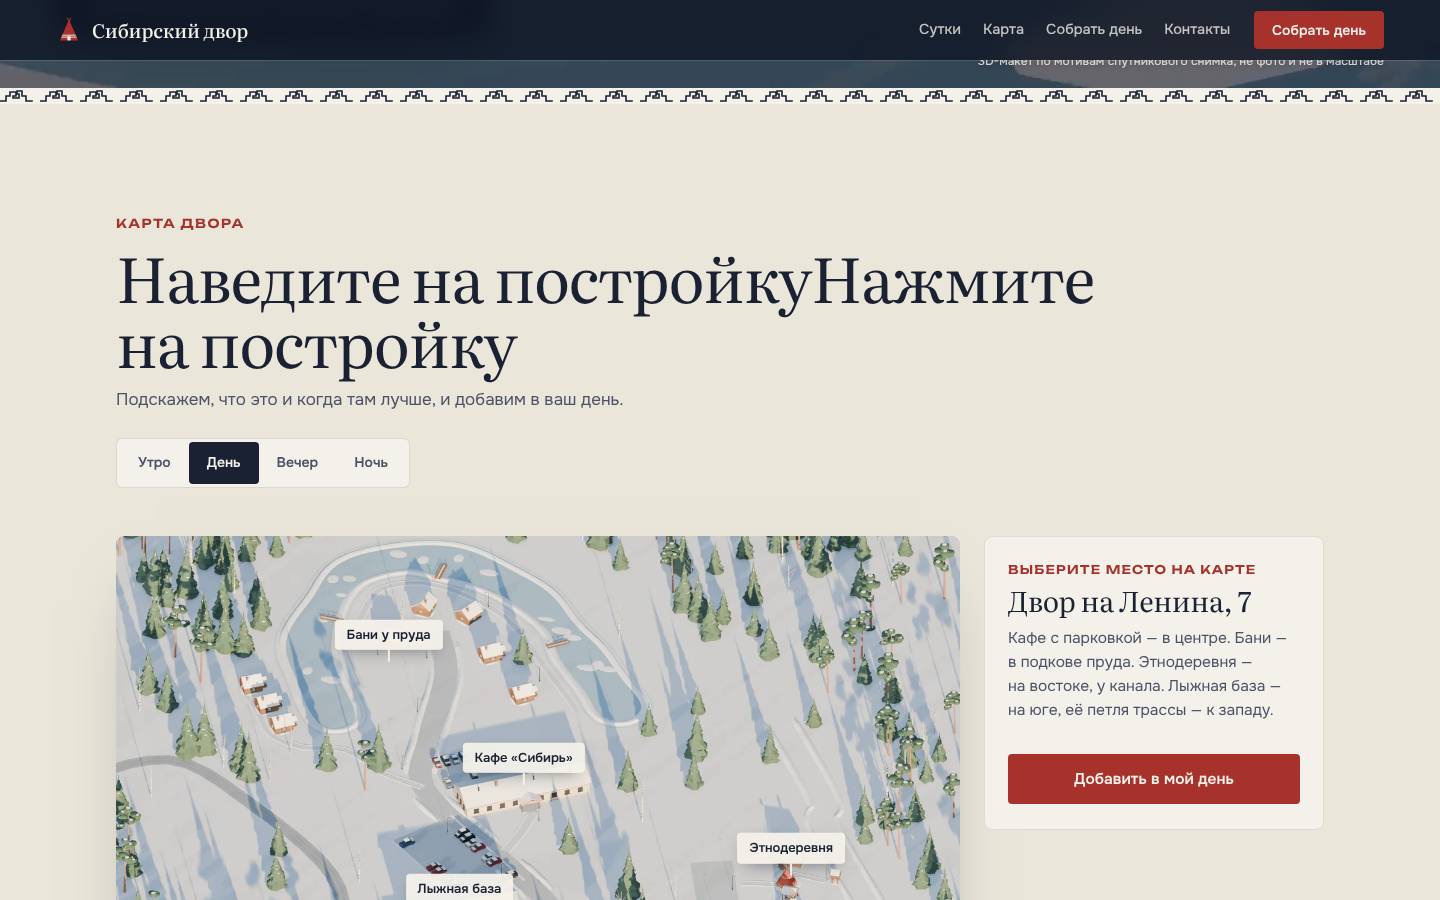 Сибирский двор
Сутки
Карта
Собрать день
Контакты
Собрать день
3D-макет по мотивам спутникового снимка, не фото и не в масштабе
КАРТА ДВОРА
Наведите на постройкуНажмите
на постройку
Подскажем, что это и когда там лучше, и добавим в ваш день.
Утро
День
Вечер
Ночь
Бани у пруда
Кафе «Сибирь»
Этнодеревня
Лыжная база
ВЫБЕРИТЕ МЕСТО НА КАРТЕ
Двор на Ленина, 7
Кафе с парковкой — в центре. Бани —
в подкове пруда. Этнодеревня —
на востоке, у канала. Лыжная база —
на юге, её петля трассы — к западу.
Добавить в мой день